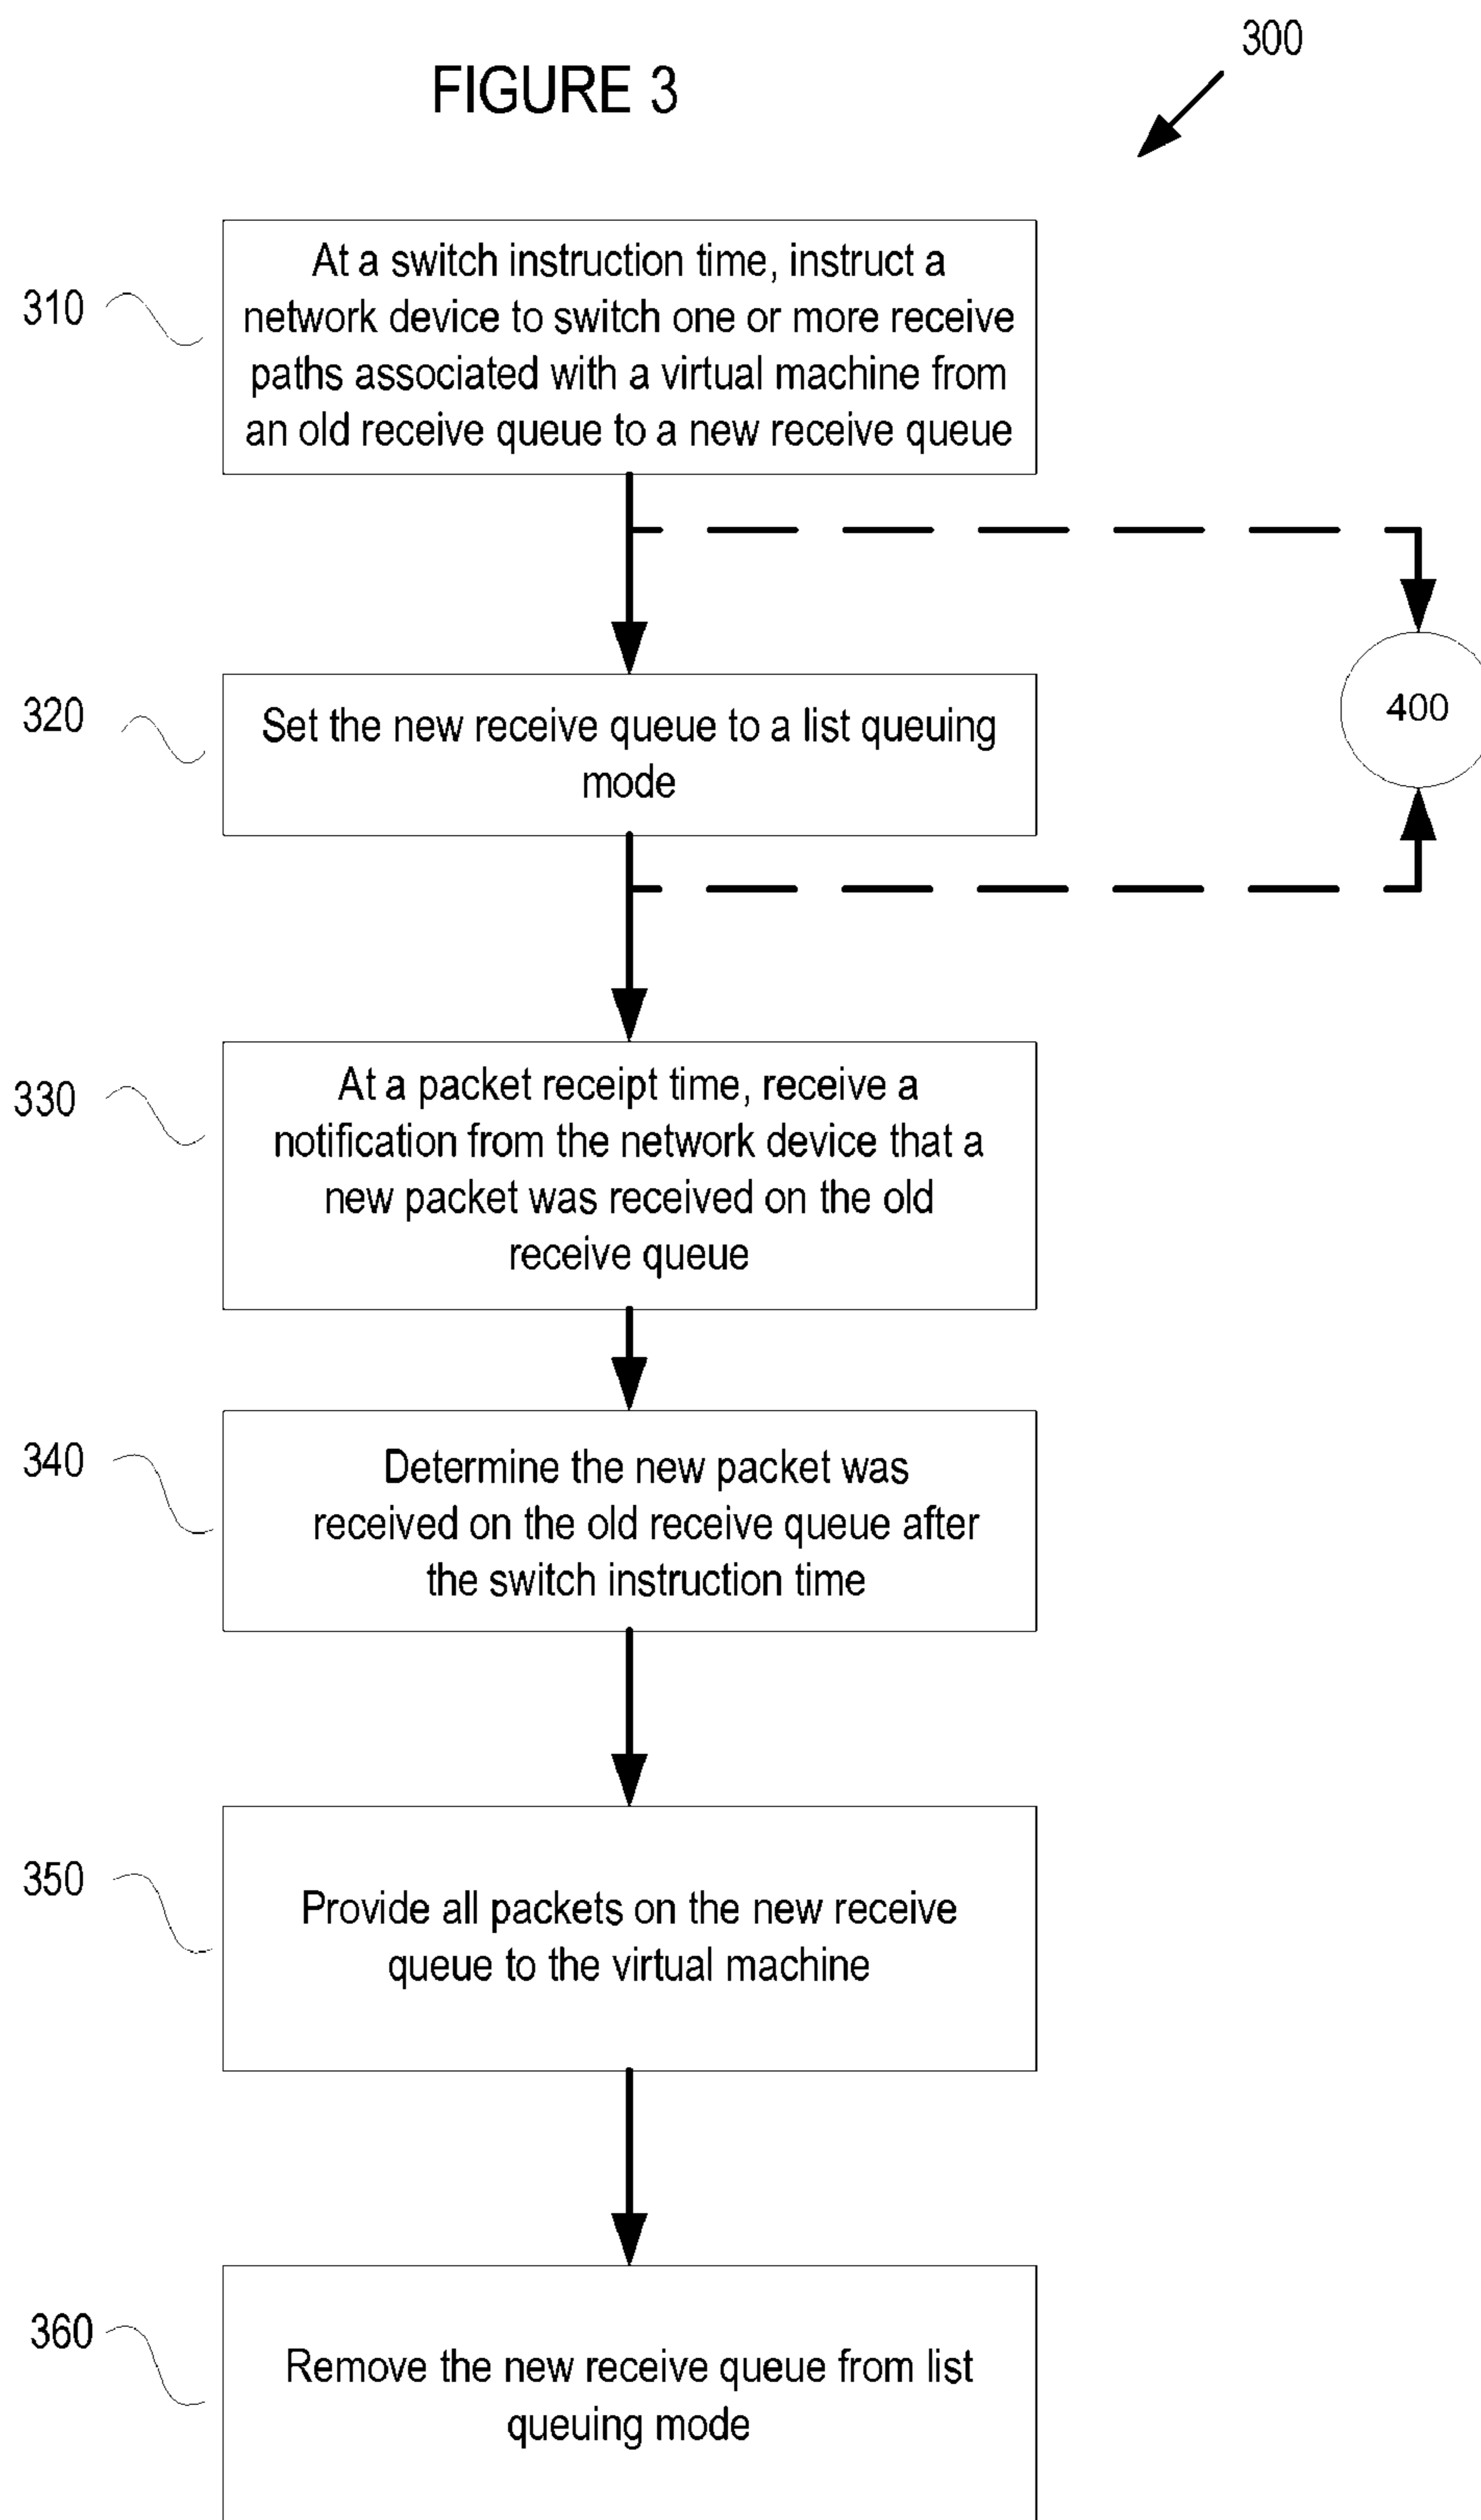 300
FIGURE 3
310
At a switch instruction time, instruct a
network device to switch one or more receive
paths associated with a virtual machine from
an old receive queue to a new receive queue
320
Set the new receive queue to a list queuing
mode
400
330
At a packet receipt time, receive a
notification from the network device that a
new packet was received on the old
receive queue
340
Determine the new packet was
received on the old receive queue after
the switch instruction time
350
Provide all packets on the new receive
queue to the virtual machine
360
Remove the new receive queue from list
queuing mode